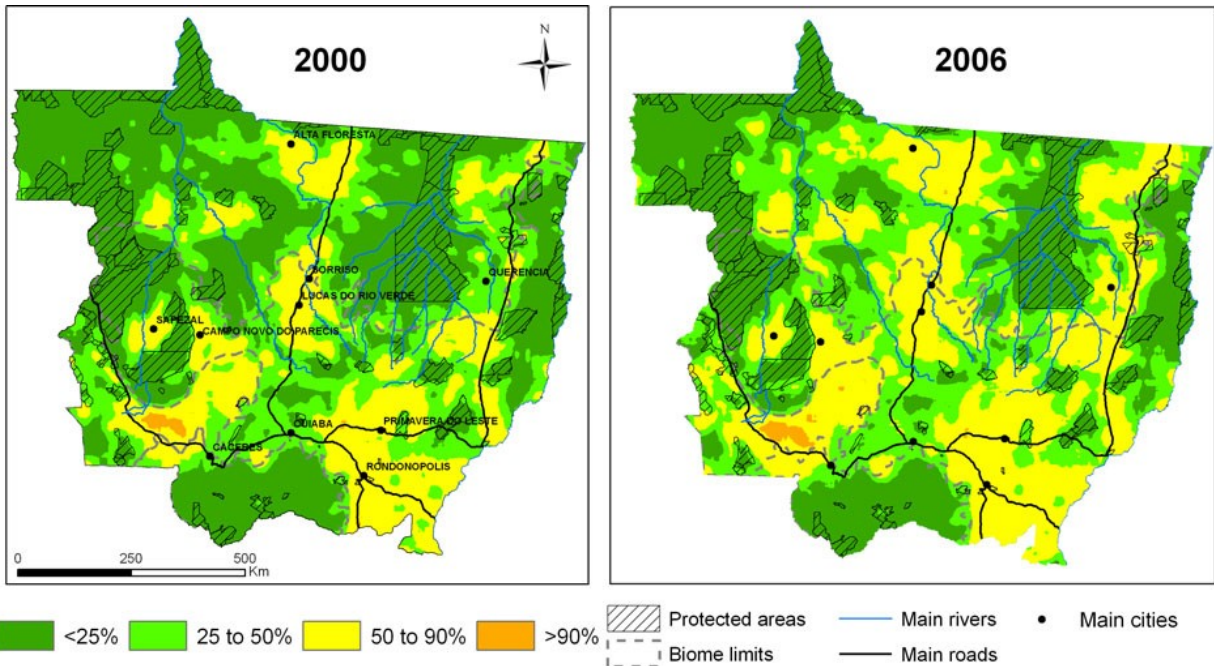 2000
N
ALTA FLORESTA
SORRISO
QUERENCIA
LUCAS DO RIO VERDE
SAPEZAL
CAMPO NOVO DO PARECIS
CUIABA
PRIMAVERA DO LESTE
CACERES
RONDONOPOLIS
0 250 500
Km
2006
<25%
25 to 50%
50 to 90%
>90%
Protected areas
Main rivers
Main cities
Biome limits
Main roads